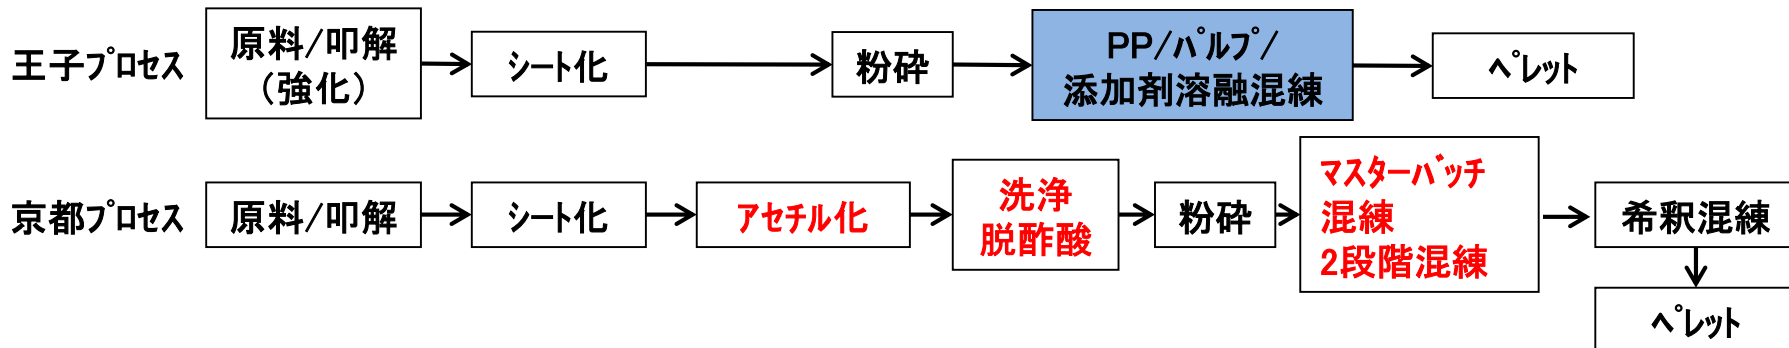 王子プロセス
原料/叩解
(強化)
シート化
粉砕
PP/パルプ/
添加剤溶融混練
ペレット
京都プロセス
原料/叩解
シート化
アセチル化
洗浄
脱酢酸
粉砕
マスターバッチ
混練
2段階混練
希釈混練
ペレット